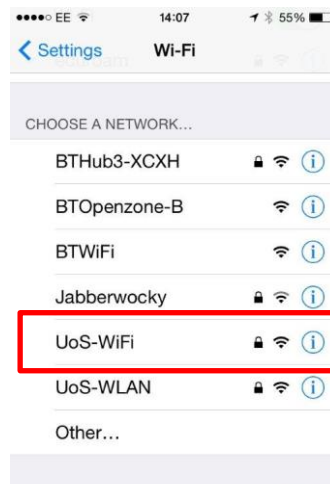 EE 14:07 55%
Settings Wi-Fi
CHOOSE A NETWORK...
BTHub3-XCXH
BTOpenzone-B
BTWiFi
Jabberwocky
UoS-WiFi
UoS-WLAN
Other...